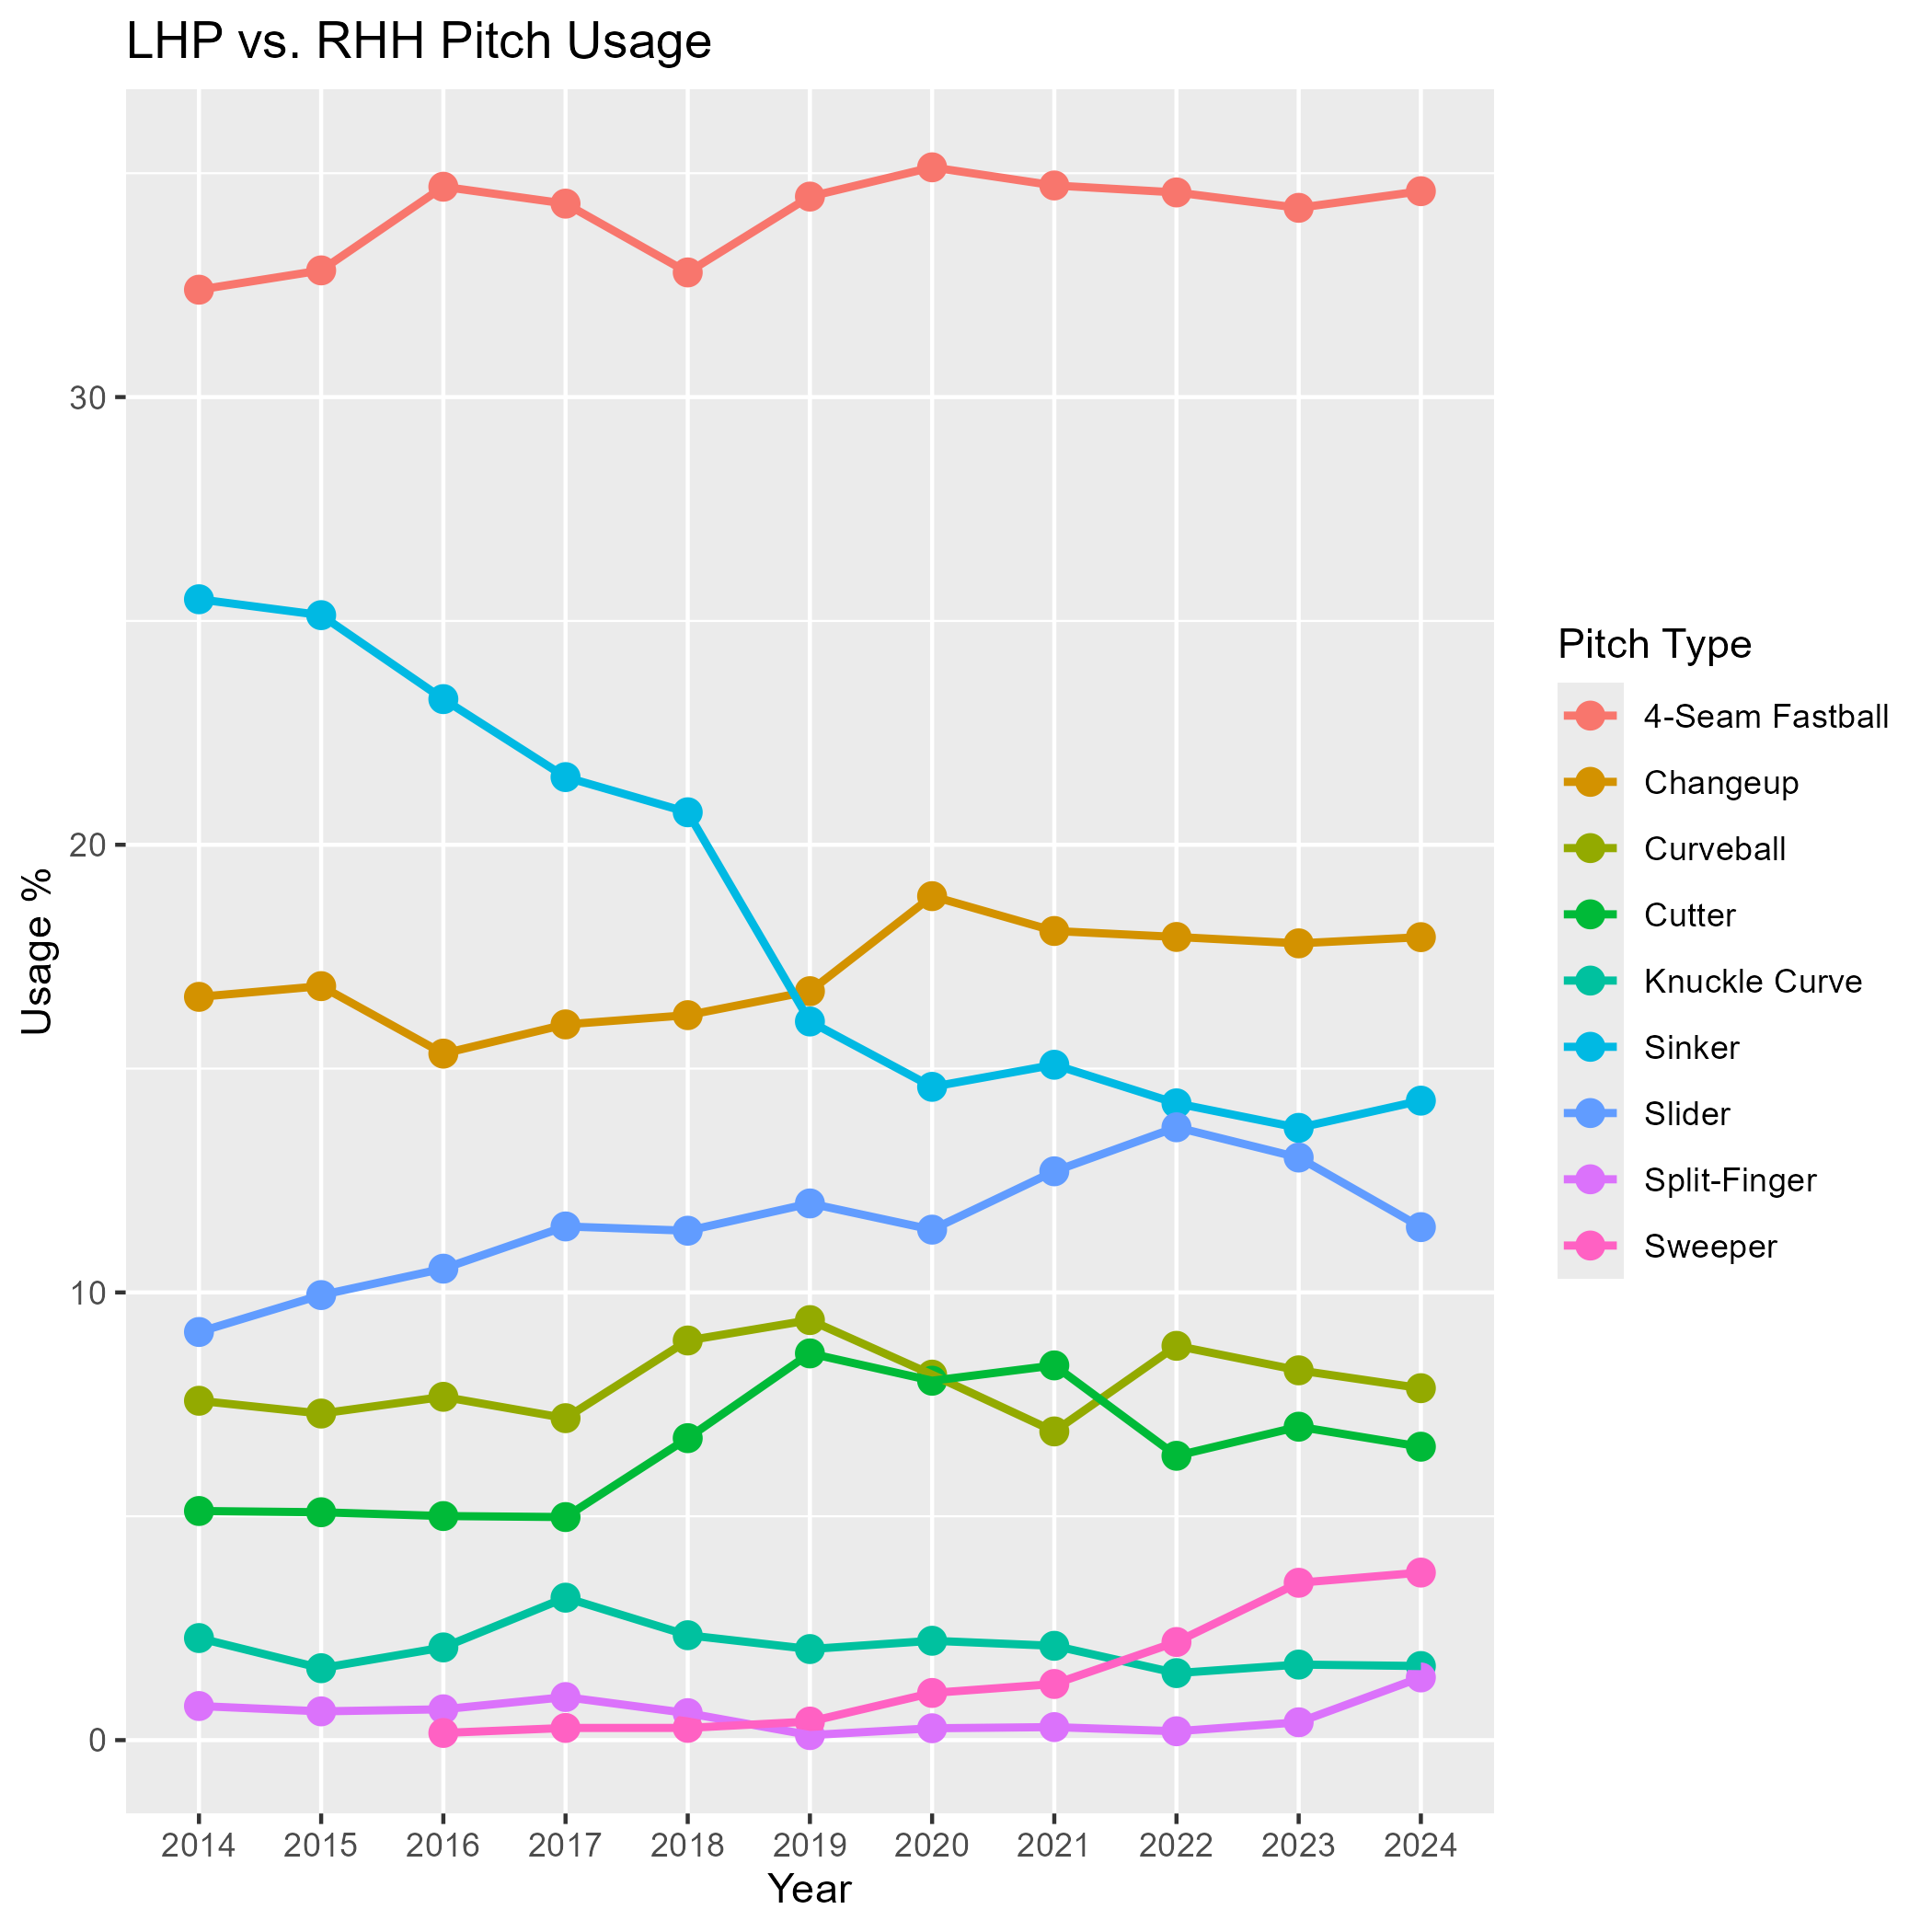 LHP vs. RHH Pitch Usage
30
20
10
0
Usage %
2014 2015 2016 2017 2018 2019 2020 2021 2022 2023 2024
Year
Pitch Type
4-Seam Fastball
Changeup
Curveball
Cutter
Knuckle Curve
Sinker
Slider
Split-Finger
Sweeper